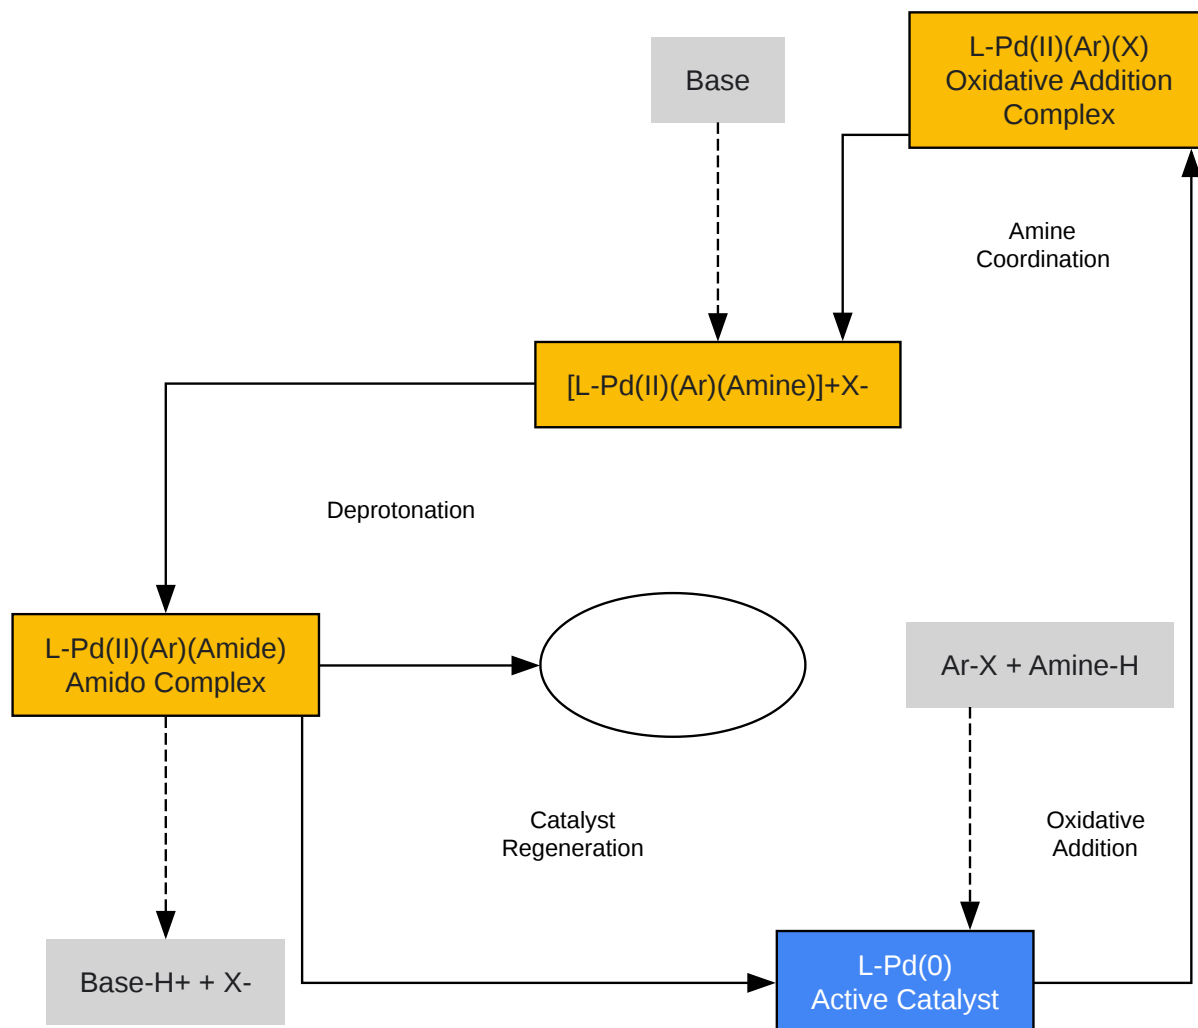 L-Pd(II)(Ar)(X)
Oxidative Addition
Complex
Base
Amine
Coordination
[L-Pd(II)(Ar)(Amine)]+X-
Deprotonation
L-Pd(II)(Ar)(Amide)
Amido Complex
Ar-X + Amine-H
Catalyst
Regeneration
Oxidative
Addition
Base-H+ + X-
L-Pd(0)
Active Catalyst